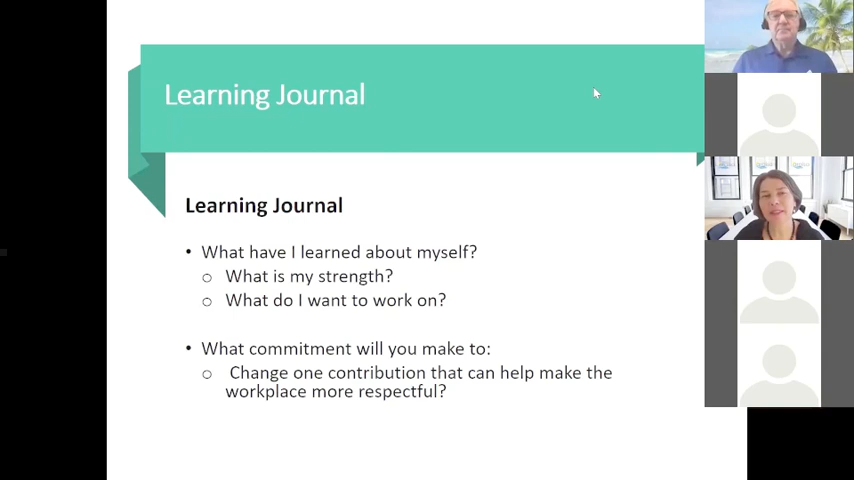 Learning Journal
Learning Journal
• What have I learned about myself?
o What is my strength?
o What do I want to work on?
• What commitment will you make to:
o Change one contribution that can help make the
workplace more respectful?